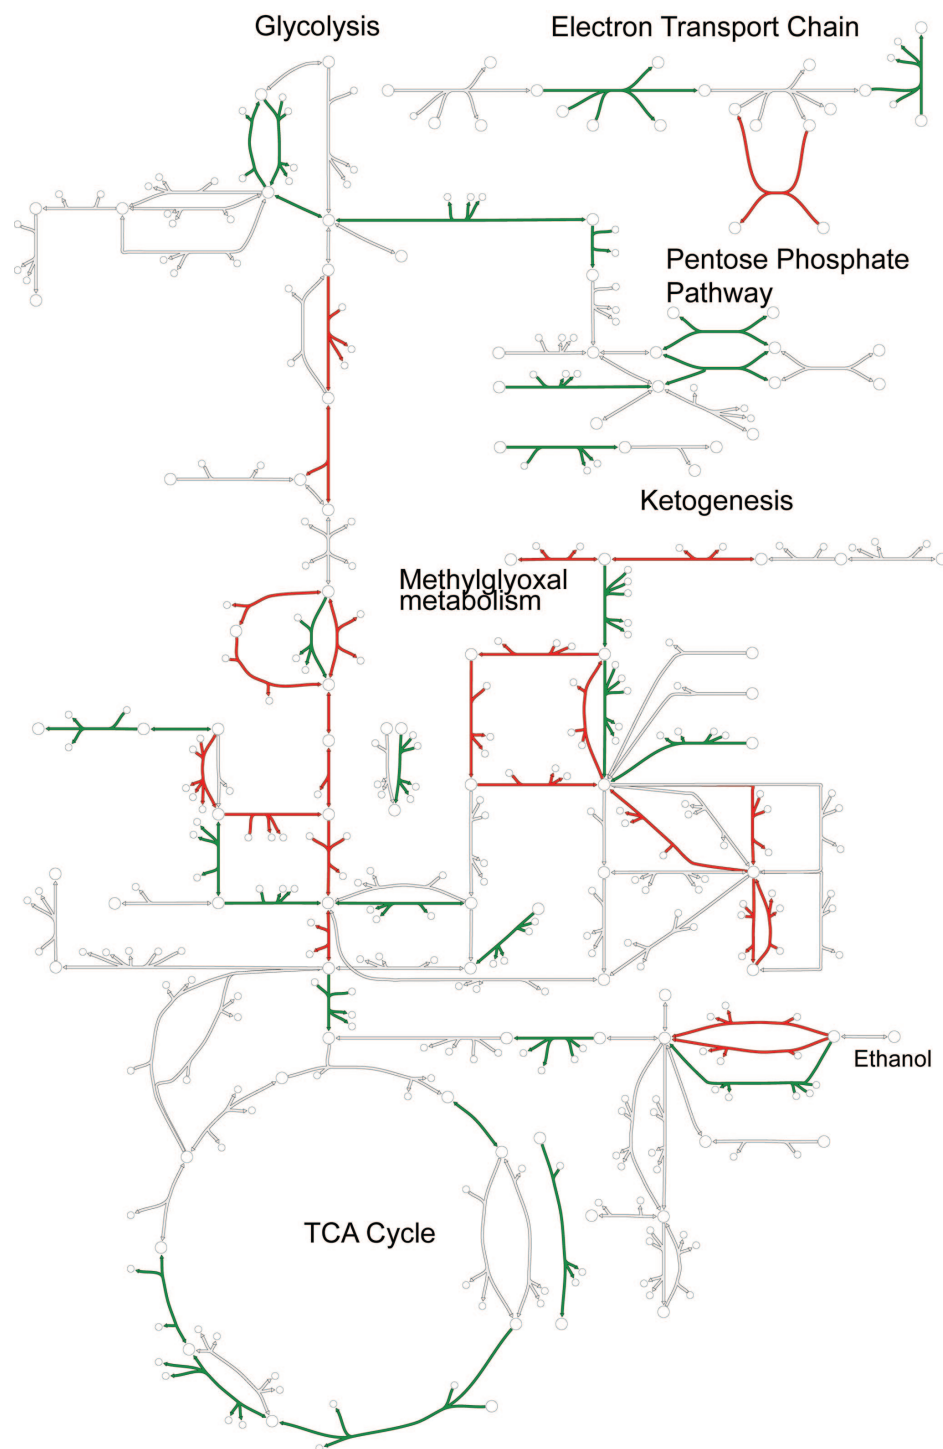 Glycolysis
Electron Transport Chain
Pentose Phosphate
Pathway
Ketogenesis
Methylglyoxal
metabolism
Ethanol
TCA Cycle